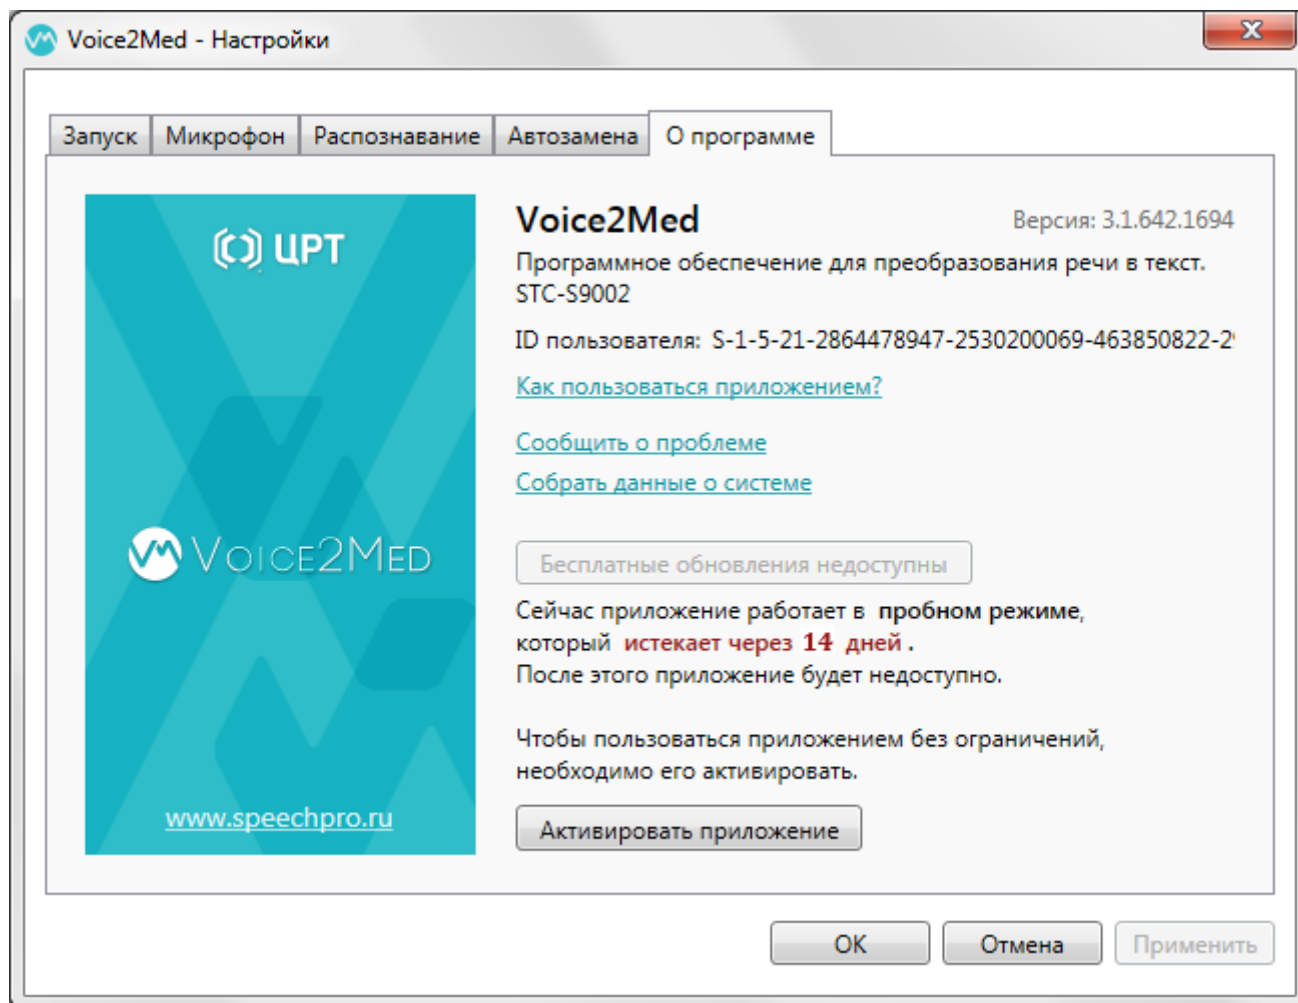 Voice2Med - Настройки
Запуск Микрофон Распознавание Автозамена О программе
ЦРТ
VOICE2MED
www.speechpro.ru
Voice2Med Версия: 3.1.642.1694
Программное обеспечение для преобразования речи в текст.
STC-S9002
ID пользователя: S-1-5-21-2864478947-2530200069-463850822-2
Как пользоваться приложением?
Сообщить о проблеме
Собрать данные о системе
Бесплатные обновления недоступны
Сейчас приложение работает в пробном режиме,
который истекает через 14 дней .
После этого приложение будет недоступно.
Чтобы пользоваться приложением без ограничений,
необходимо его активировать.
Активировать приложение
ОК Отмена Применить